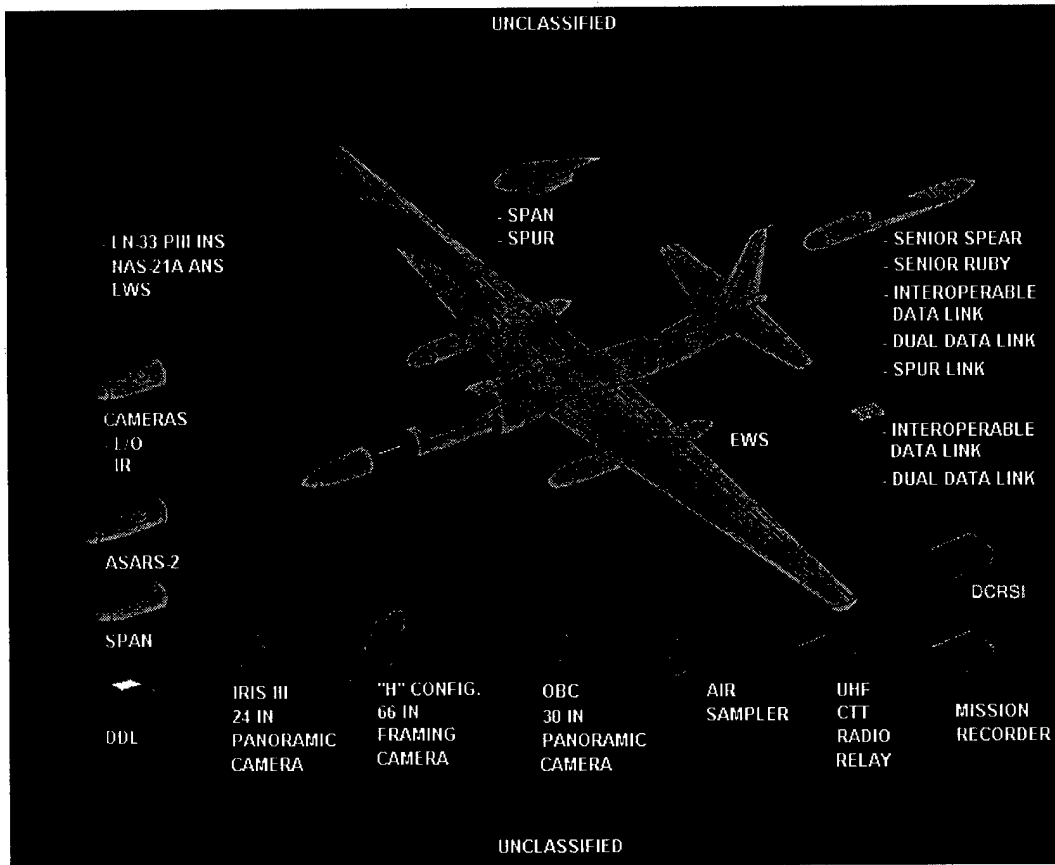 UNCLASSIFIED
- SPAN
- SPUR
- LN-33 PIII INS
NAS-21A ANS
EWS
- SENIOR SPEAR
- SENIOR RUBY
- INTEROPERABLE
DATA LINK
- DUAL DATA LINK
- SPUR LINK
CAMERAS
- E/O
IR
EWS
- INTEROPERABLE
DATA LINK
- DUAL DATA LINK
ASARS-2
DCRSI
SPAN
DDL
IRIS III
24 IN
PANORAMIC
CAMERA
"H" CONFIG.
66 IN
FRAMING
CAMERA
OBC
30 IN
PANORAMIC
CAMERA
AIR
SAMPLER
UHF
CTT
RADIO
RELAY
MISSION
RECORDER
UNCLASSIFIED